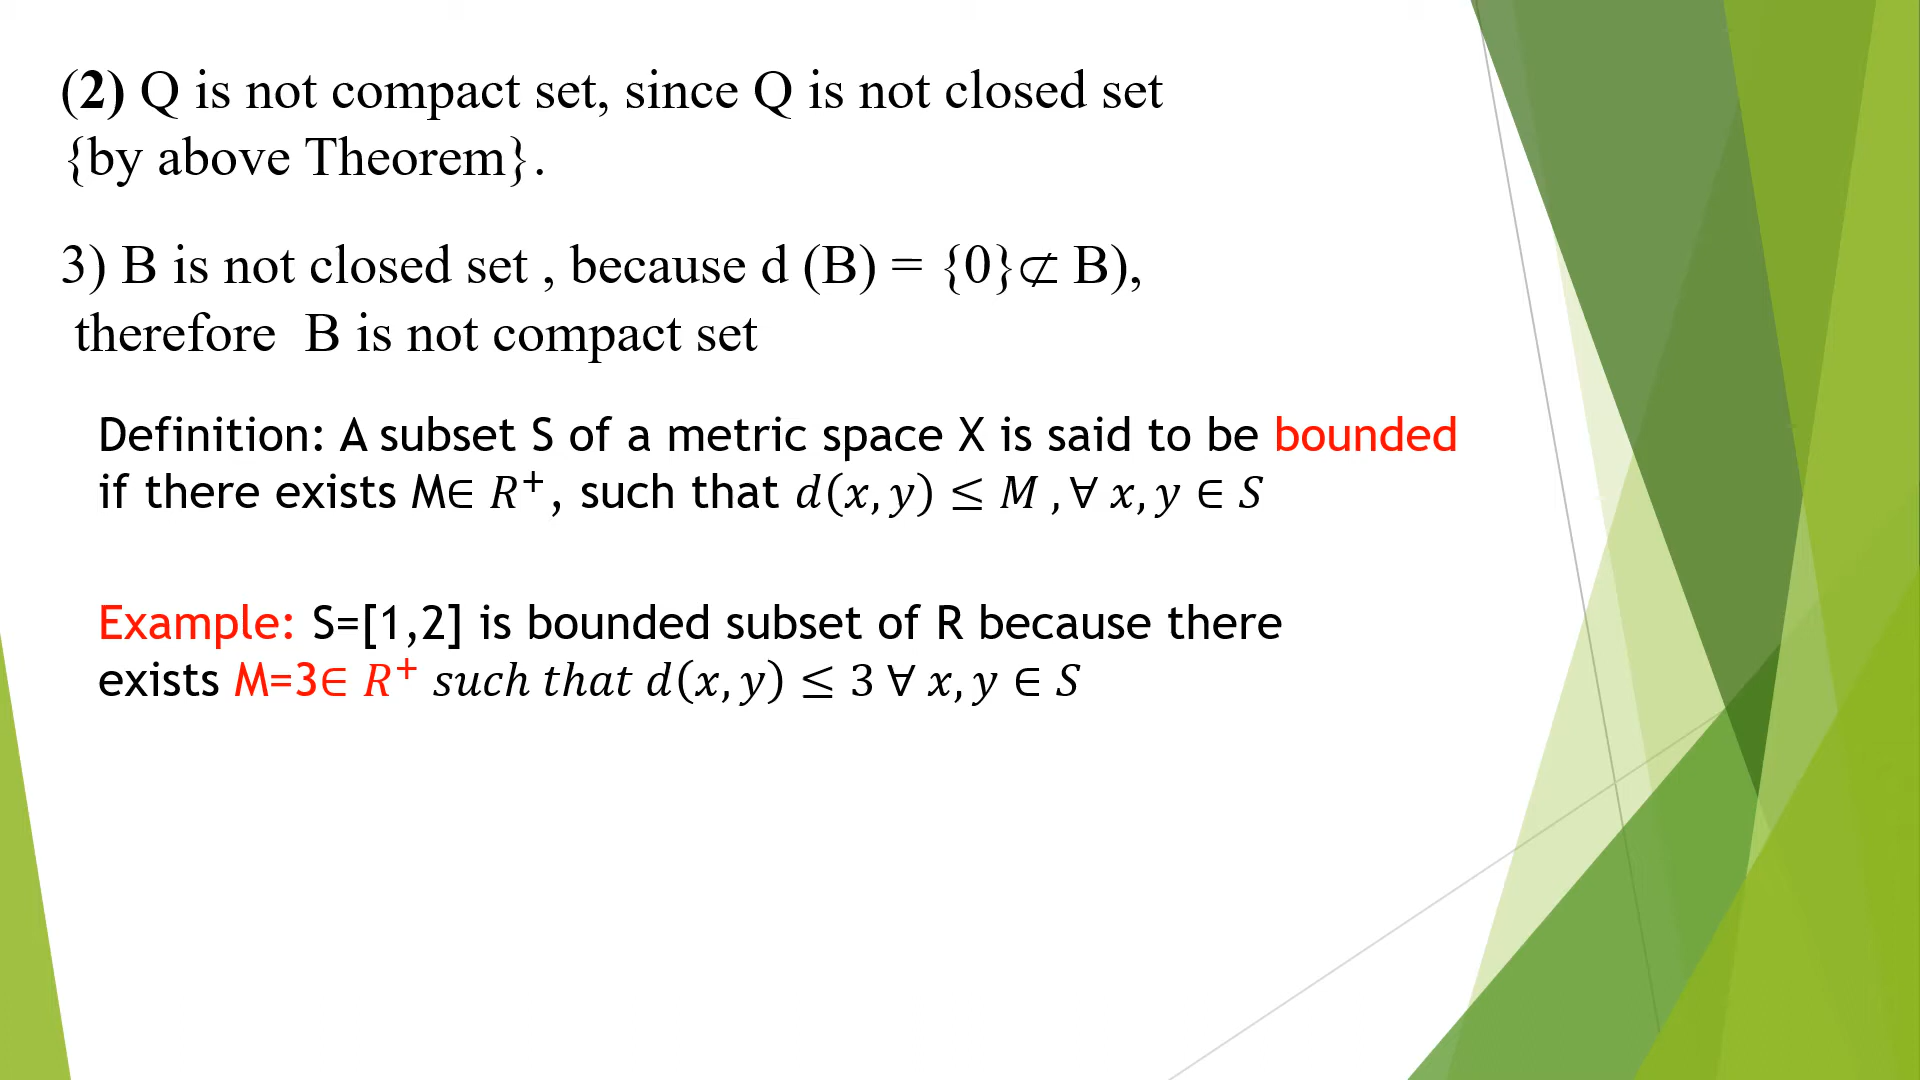 (2) Q is not compact set, since Q is not closed set
{by above Theorem}.
3) B is not closed set , because d (B) = {0}⊄ B),
therefore B is not compact set
Definition: A subset S of a metric space X is said to be bounded
if there exists M∈ R⁺, such that d(x, y) ≤ M , ∀ x, y ∈ S
Example: S=[1,2] is bounded subset of R because there
exists M=3∈ R⁺ such that d(x, y) ≤ 3 ∀ x, y ∈ S